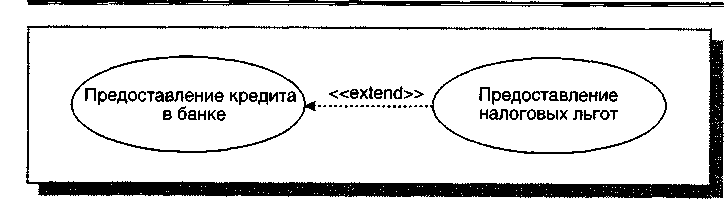 Предоставление кредита
в банке
<<extend>>
Предоставление
налоговых льгот